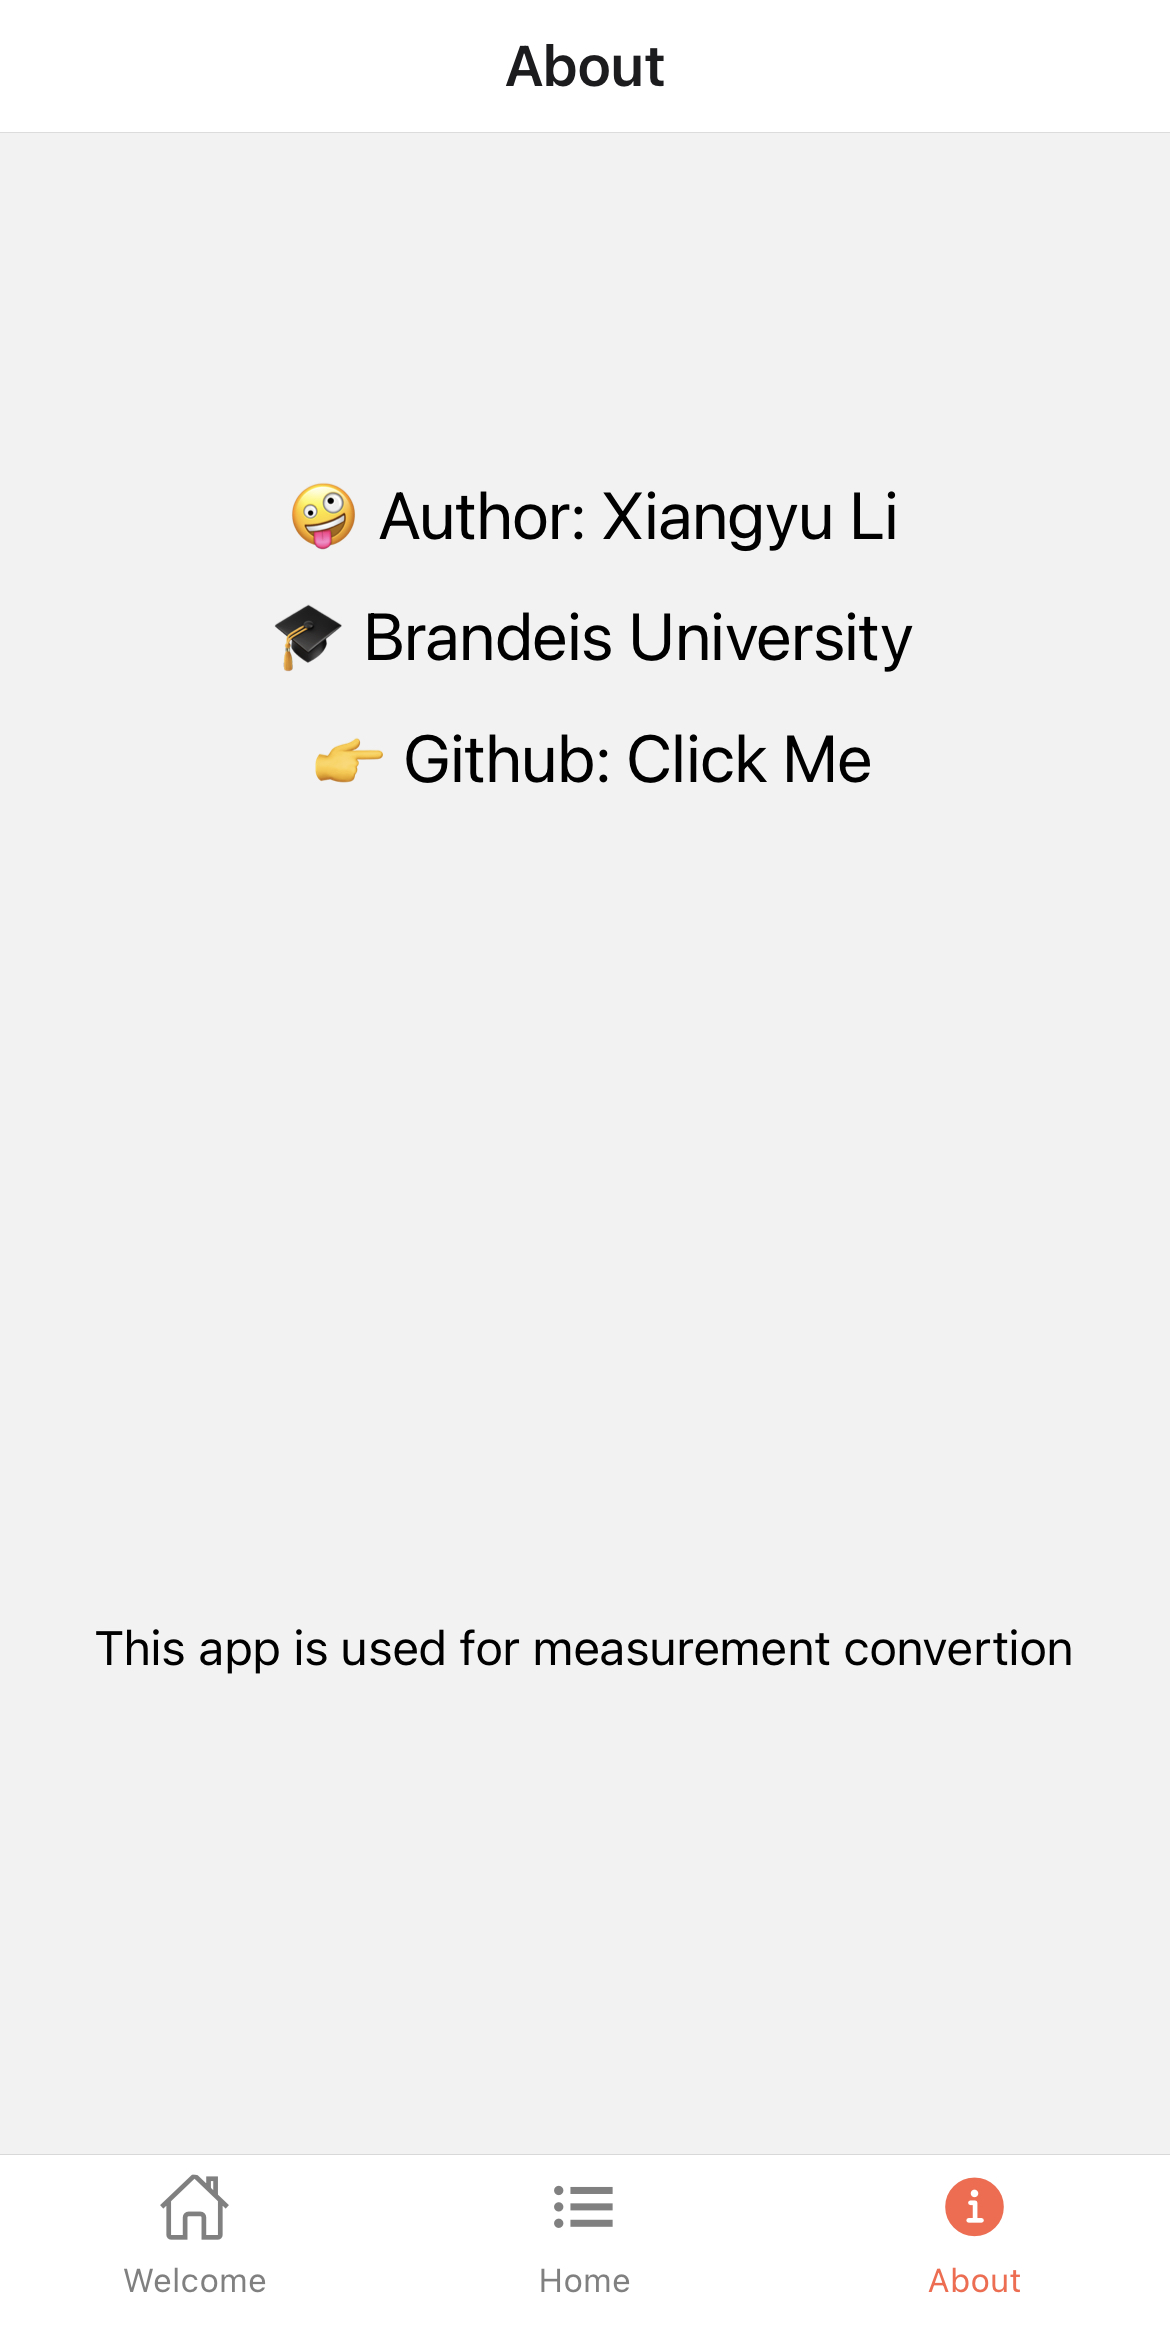 About
🤪 Author: Xiangyu Li
🎓 Brandeis University
👉 Github: Click Me
This app is used for measurement convertion
Welcome
Home
About